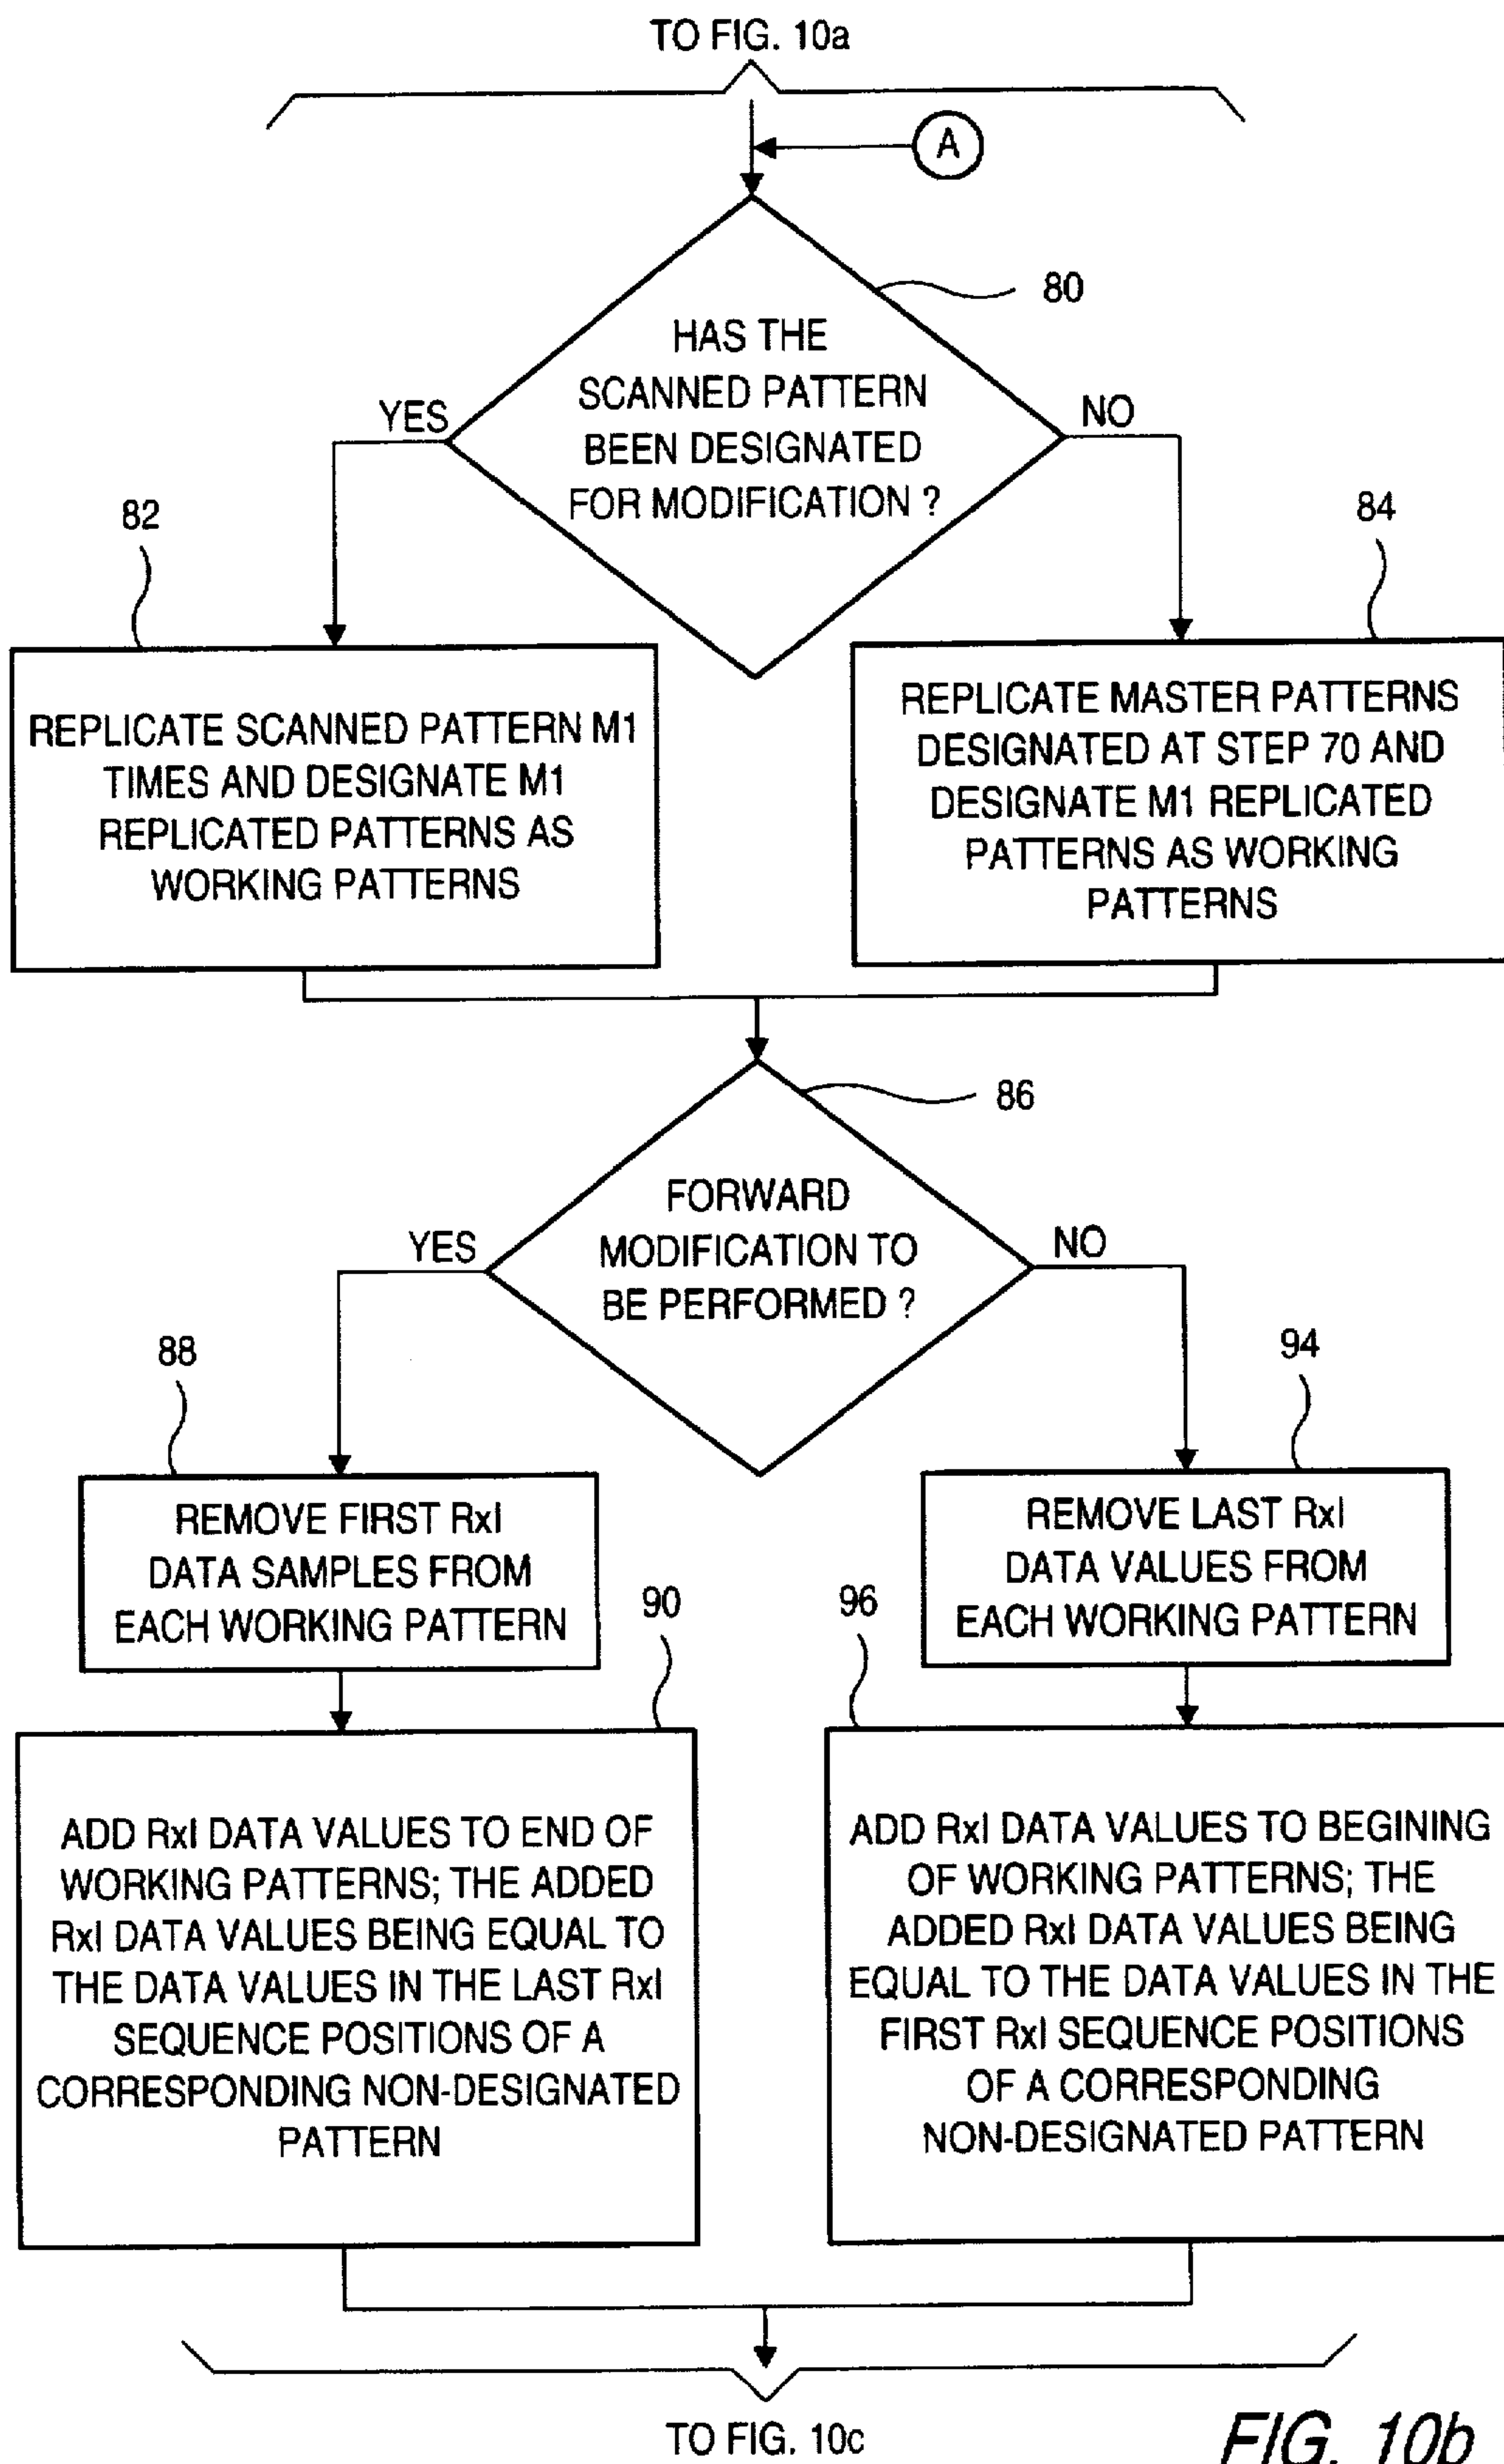 TO FIG. 10a
A
80
HAS THE
SCANNED PATTERN
BEEN DESIGNATED
FOR MODIFICATION ?
YES
NO
82
84
REPLICATE SCANNED PATTERN M1
TIMES AND DESIGNATE M1
REPLICATED PATTERNS AS
WORKING PATTERNS
REPLICATE MASTER PATTERNS
DESIGNATED AT STEP 70 AND
DESIGNATE M1 REPLICATED
PATTERNS AS WORKING
PATTERNS
86
FORWARD
MODIFICATION TO
BE PERFORMED ?
YES
NO
88
94
REMOVE FIRST RxI
DATA SAMPLES FROM
EACH WORKING PATTERN
REMOVE LAST RxI
DATA VALUES FROM
EACH WORKING PATTERN
90
96
ADD RxI DATA VALUES TO END OF
WORKING PATTERNS; THE ADDED
RxI DATA VALUES BEING EQUAL TO
THE DATA VALUES IN THE LAST RxI
SEQUENCE POSITIONS OF A
CORRESPONDING NON-DESIGNATED
PATTERN
ADD RxI DATA VALUES TO BEGINING
OF WORKING PATTERNS; THE
ADDED RxI DATA VALUES BEING
EQUAL TO THE DATA VALUES IN THE
FIRST RxI SEQUENCE POSITIONS
OF A CORRESPONDING
NON-DESIGNATED PATTERN
TO FIG. 10c
FIG. 10b